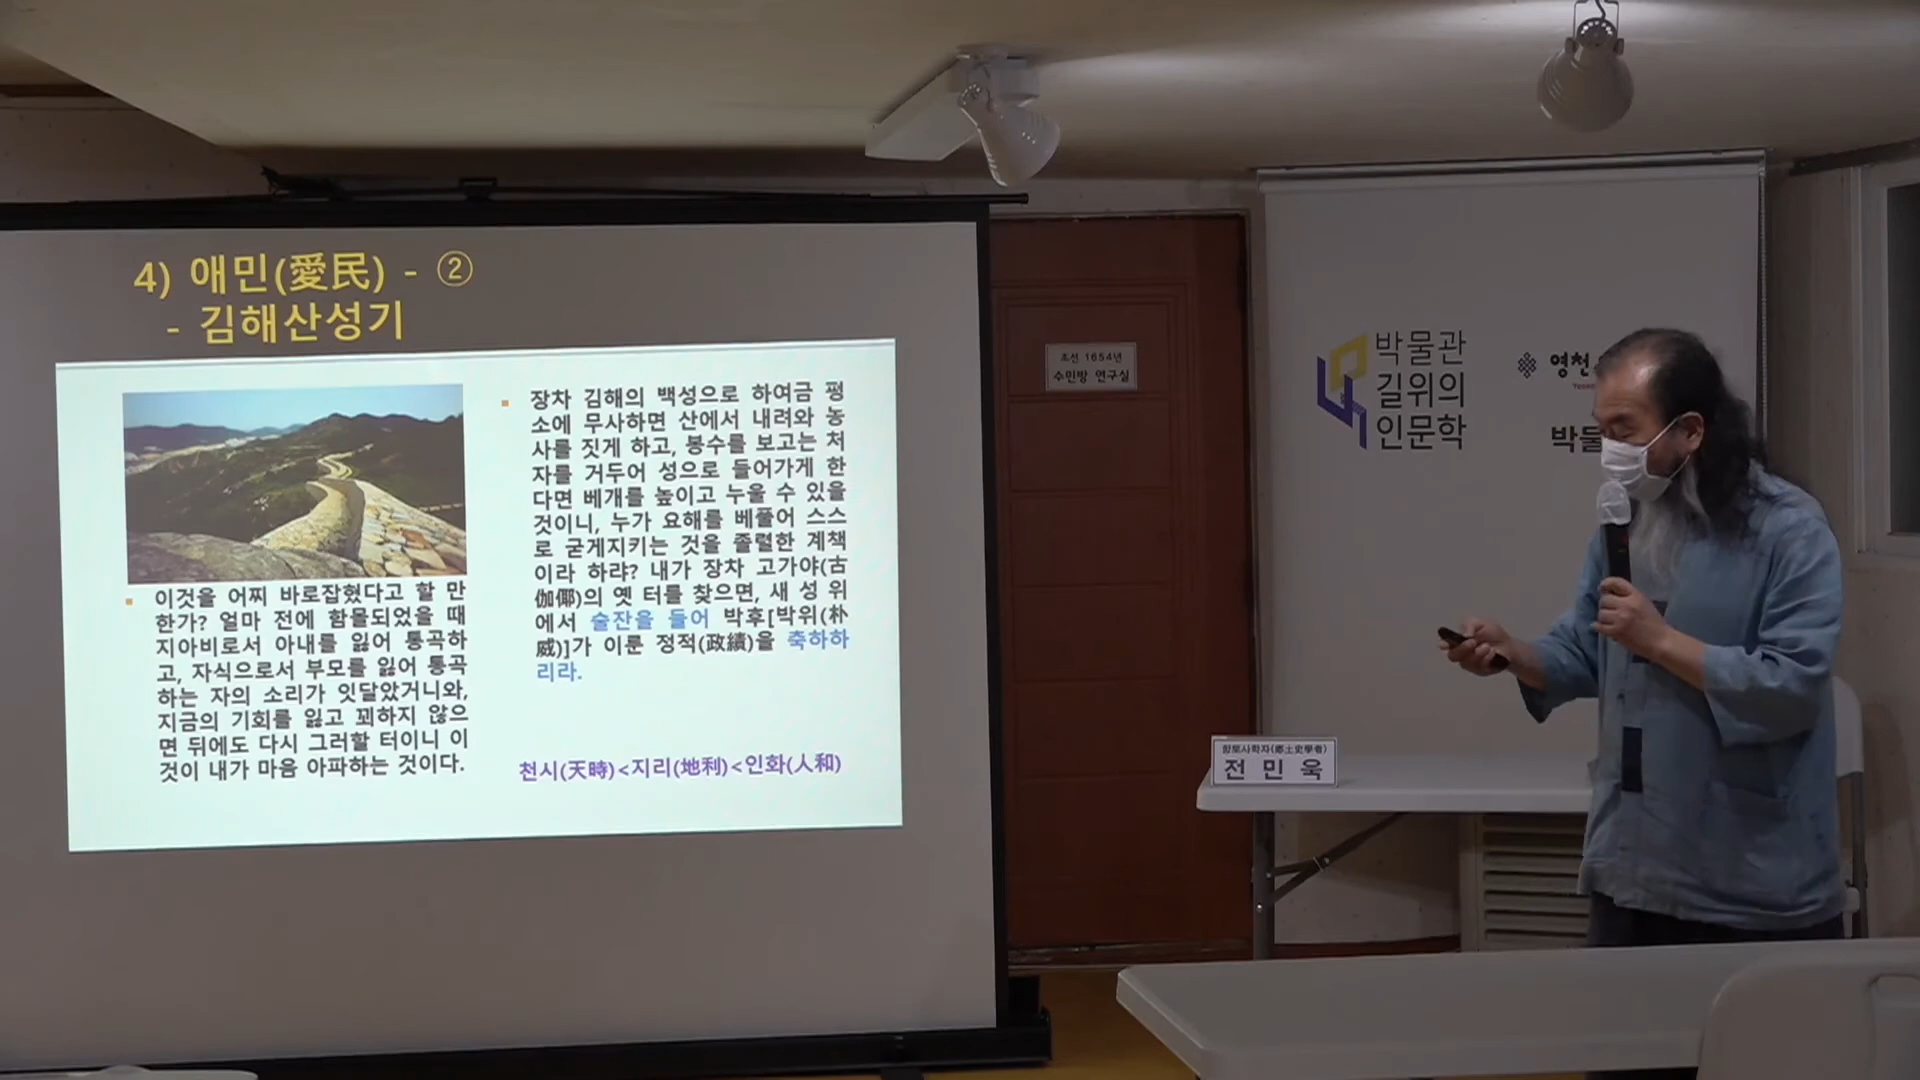 4) 애민(愛民) - ②
- 김해산성기
이것을 어찌 바로잡혔다고 할 만
한가? 얼마 전에 함몰되었을 때
지아비로서 아내를 잃어 통곡하
고, 자식으로서 부모를 잃어 통곡
하는 자의 소리가 잇달았거니와,
지금의 기회를 잃고 꾀하지 않으
면 뒤에도 다시 그러할 터이니 이
것이 내가 마음 아파하는 것이다.
장차 김해의 백성으로 하여금 평
소에 무사하면 산에서 내려와 농
사를 짓게 하고, 봉수를 보고는 처
자를 거두어 성으로 들어가게 한
다면 베개를 높이고 누울 수 있을
것이니, 누가 요해를 베풀어 스스
로 굳게지키는 것을 졸렬한 계책
이라 하랴? 내가 장차 고가야(古
伽倻)의 옛 터를 찾으면, 새 성 위
에서 술잔을 들어 박후[박위(朴
威)]가 이룬 정적(政績)을 축하하
리라.
천시(天時)<지리(地利)<인화(人和)
조선 1654년
수민방 연구실
박물관
길위의
인문학
영천
박물
향토사학자(鄕土史學者)
전 민 욱